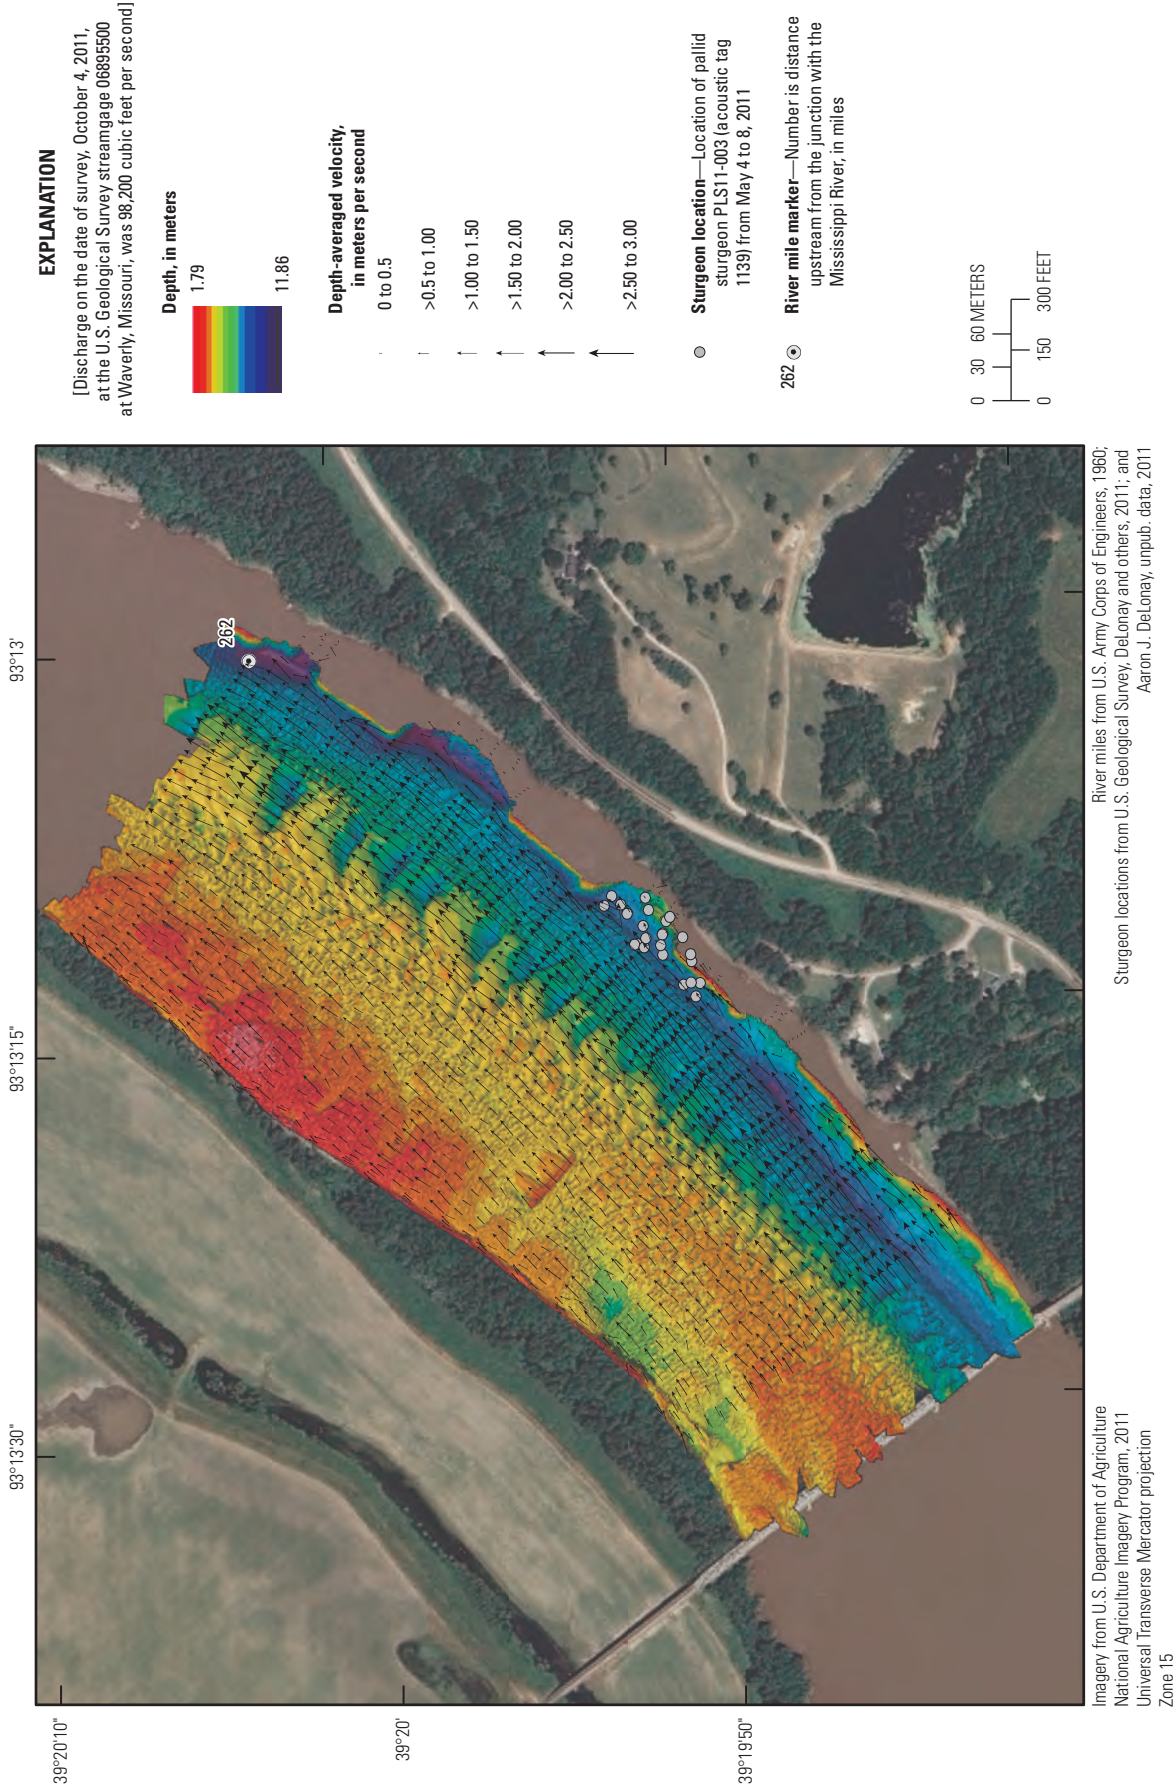 EXPLANATION
[Discharge on the date of survey, October 4, 2011,
at the U.S. Geological Survey streamgage 06895500
at Waverly, Missouri, was 98,200 cubic feet per second]
Depth, in meters
1.79
11.86
Depth-averaged velocity,
in meters per second
0 to 0.5
>0.5 to 1.00
>1.00 to 1.50
>1.50 to 2.00
>2.00 to 2.50
>2.50 to 3.00
Sturgeon location—Location of pallid
sturgeon PLS11-003 (acoustic tag
1139) from May 4 to 8, 2011
262
River mile marker—Number is distance
upstream from the junction with the
Mississippi River, in miles
0 30 60 METERS
0 150 300 FEET
93°13'30"
93°13'15"
93°13'
39°20'10"
39°20'
39°19'50"
262
Imagery from U.S. Department of Agriculture
National Agriculture Imagery Program, 2011
Universal Transverse Mercator projection
Zone 15
River miles from U.S. Army Corps of Engineers, 1960;
Sturgeon locations from U.S. Geological Survey, DeLonay and others, 2011; and
Aaron J. DeLonay, unpub. data, 2011